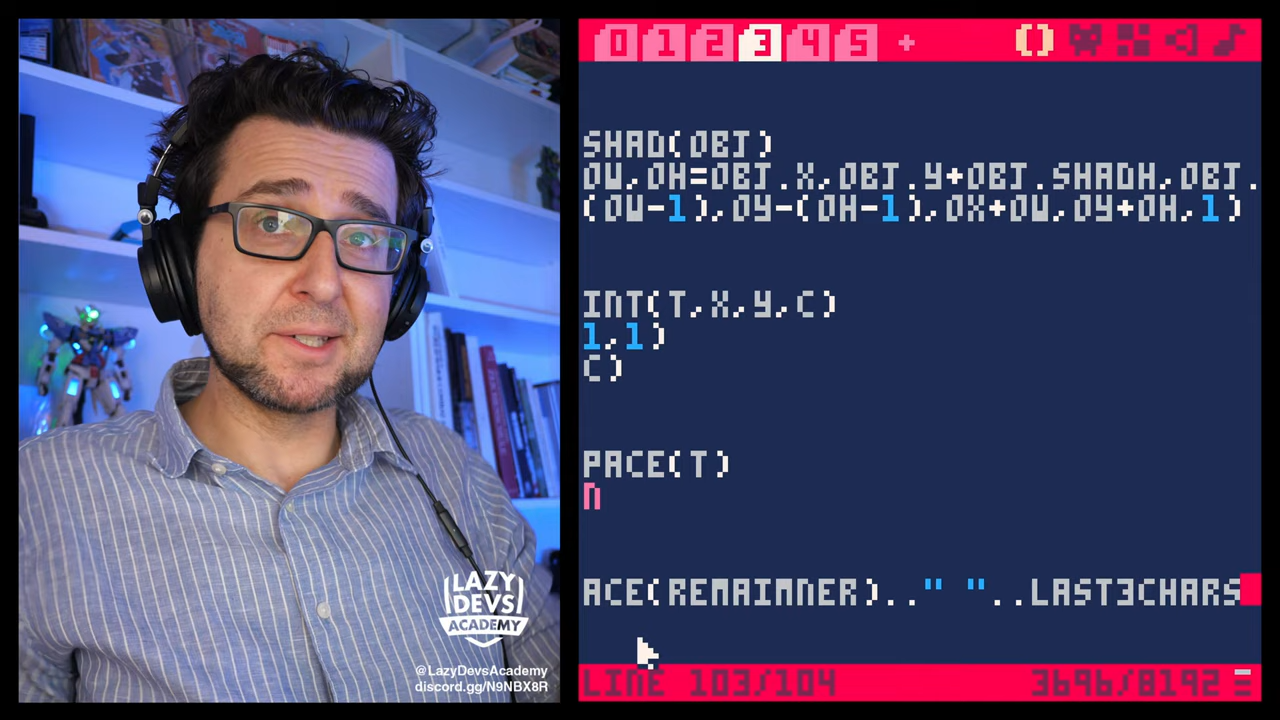 0 1 2 3 4 5 +
SHAD(OBJ)
OW,OH=OBJ.X,OBJ.Y+OBJ.SHADH,OBJ.
(OW-1),OY-(OH-1),OX+OW,OY+OH,1)
INT(T,X,Y,C)
1,1)
C)
PACE(T)
N
ACE(REMAIMNER).." "..LAST3CHARS
LINE 103/104
3696/8192
LAZY
DEVS
ACADEMY
@LazyDevsAcademy
discord.gg/N9NBX8R